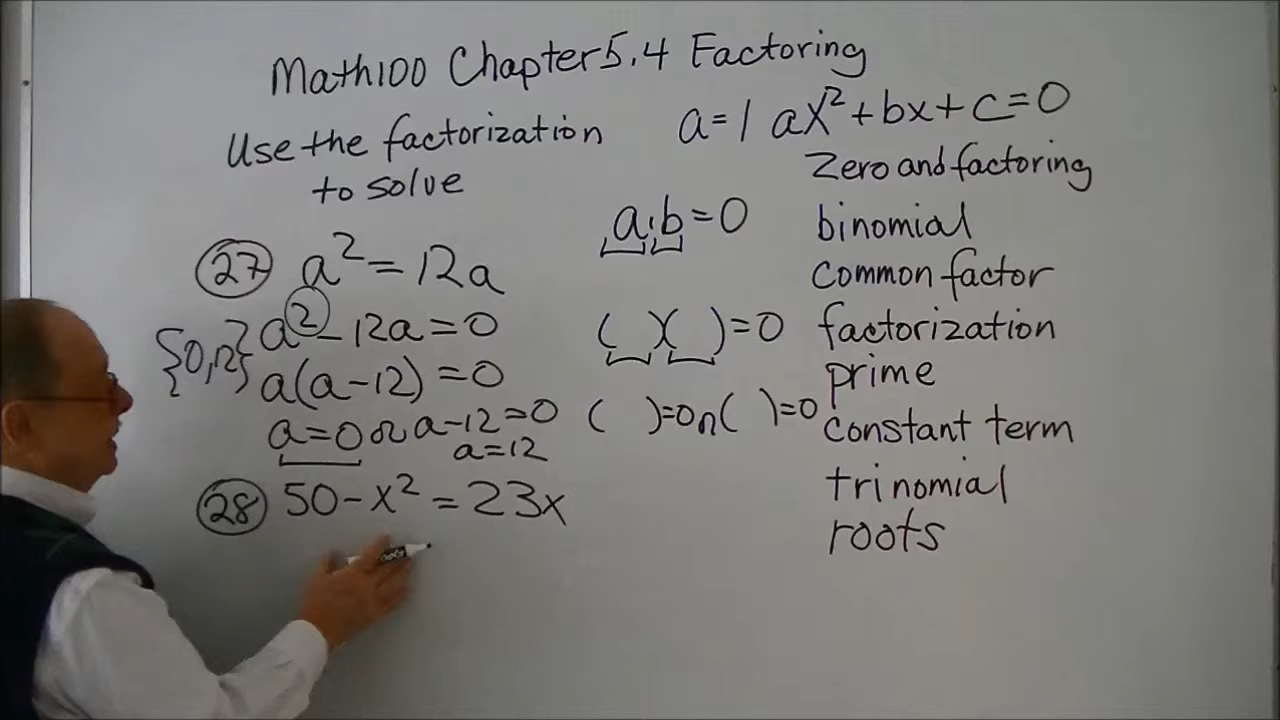 Math100 Chapter 5.4 Factoring
Use the factorization
to solve
27 a² = 12a
a² - 12a = 0
{0,12}
a(a-12) = 0
a=0 or a-12=0
a=12
28 50-x² = 23x
a·b=0
( )( )=0
( )=0 or ( )=0
a=1 ax²+bx+c=0
Zero and factoring
binomial
common factor
factorization
prime
constant term
trinomial
roots